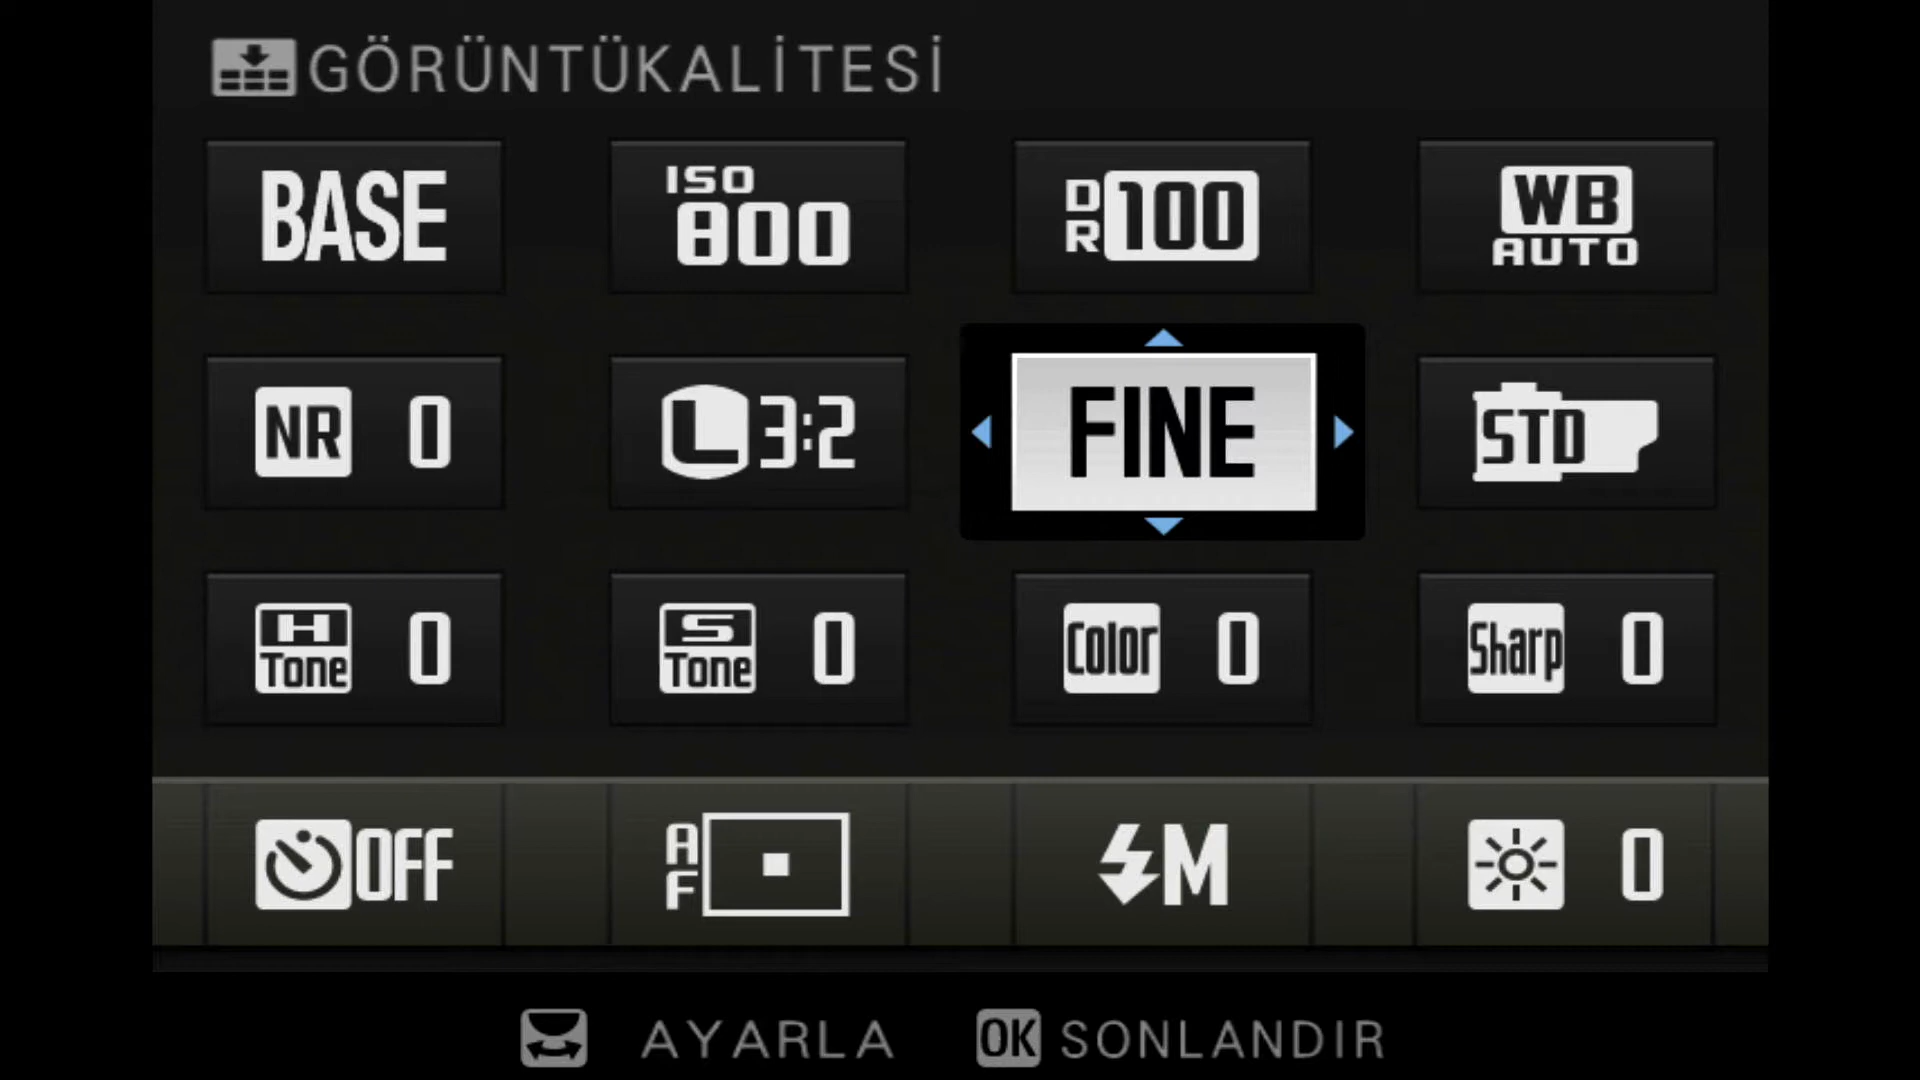 GÖRÜNTÜKALİTESİ
BASE
ISO 800
DR 100
WB AUTO
NR 0
L 3:2
FINE
STD
H Tone 0
S Tone 0
Color 0
Sharp 0
OFF
AF
M
0
AYARLA
OK SONLANDIR